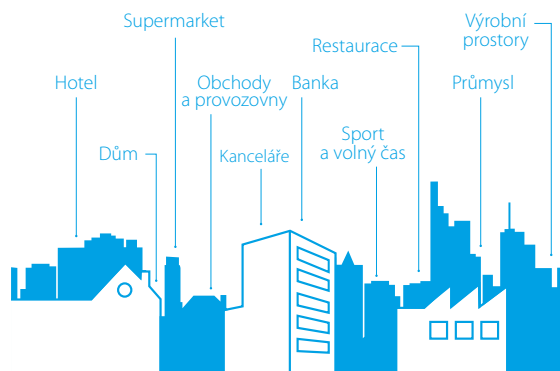 Supermarket
Výrobní
prostory
Restaurace
Hotel
Obchody
a provozovny
Banka
Průmysl
Sport
a volný čas
Dům
Kanceláře